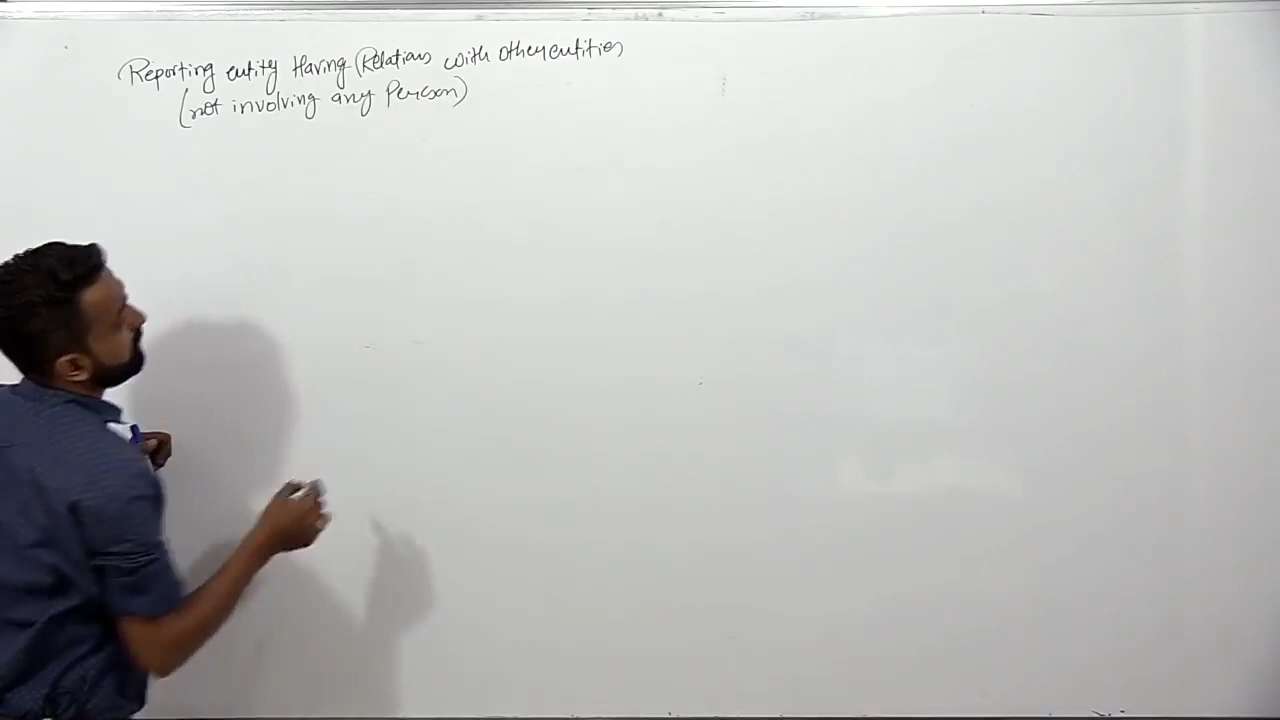 Reporting entity Having Relations with other entities
(not involving any Person)